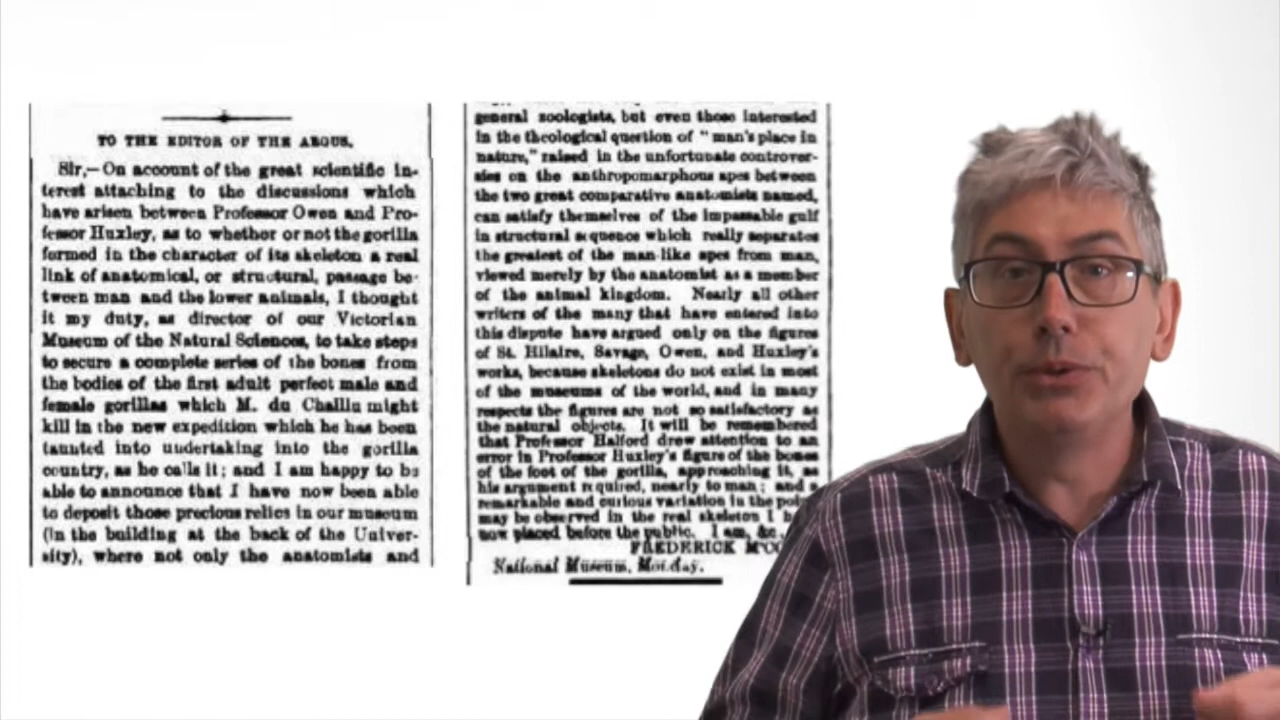 TO THE EDITOR OF THE ARGUS.
Sir,—On account of the great scientific in-
terest attaching to the discussions which
have arisen between Professor Owen and Pro-
fessor Huxley, as to whether or not the gorilla
formed in the character of its skeleton a real
link of anatomical, or structural, passage be-
tween man and the lower animals, I thought
it my duty, as director of our Victorian
Museum of the Natural Sciences, to take steps
to secure a complete series of the bones from
the bodies of the first adult perfect male and
female gorillas which M. du Chaillu might
kill in the new expedition which he has been
taunted into undertaking into the gorilla
country, as he calls it; and I am happy to be
able to announce that I have now been able
to deposit those precious relics in our museum
(in the building at the back of the Univer-
sity), where not only the anatomists and
general zoologists, but even those interested
in the theological question of "man's place in
nature," raised in the unfortunate controver-
sies on the anthropomorphous apes between
the two great comparative anatomists named,
can satisfy themselves of the impassable gulf
in structural sequence which really separates
the greatest of the man-like apes from man,
viewed merely by the anatomist as a member
of the animal kingdom. Nearly all other
writers of the many that have entered into
this dispute have argued only on the figures
of St. Hilaire, Savage, Owen, and Huxley's
works, because skeletons do not exist in most
of the museums of the world, and in many
respects the figures are not so satisfactory as
the natural objects. It will be remembered
that Professor Halford drew attention to an
error in Professor Huxley's figure of the bones
of the foot of the gorilla, approaching it, as
his argument required, nearly to man; and a
remarkable and curious variation in the
may be observed in the real skeleton I
now placed before the public. I am, &c.,
FREDERICK
National Museum, Monday.